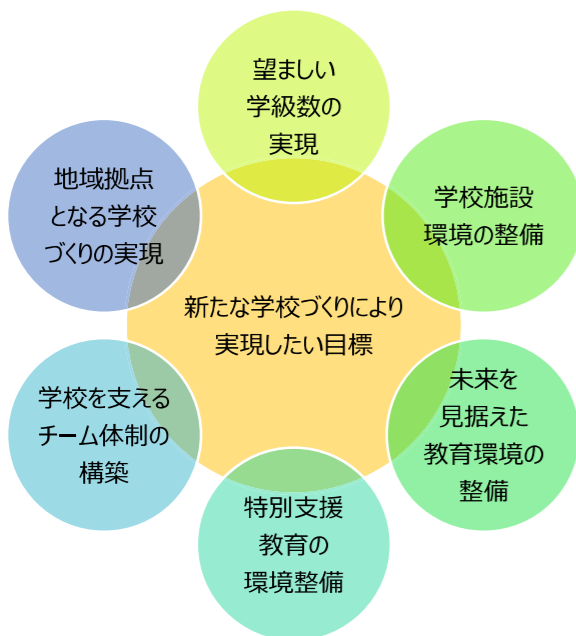 望ましい
学級数の
実現
学校施設
環境の整備
未来を
見据えた
教育環境の
整備
特別支援
教育の
環境整備
学校を支える
チーム体制の
構築
地域拠点
となる学校
づくりの実現
新たな学校づくりにより
実現したい目標